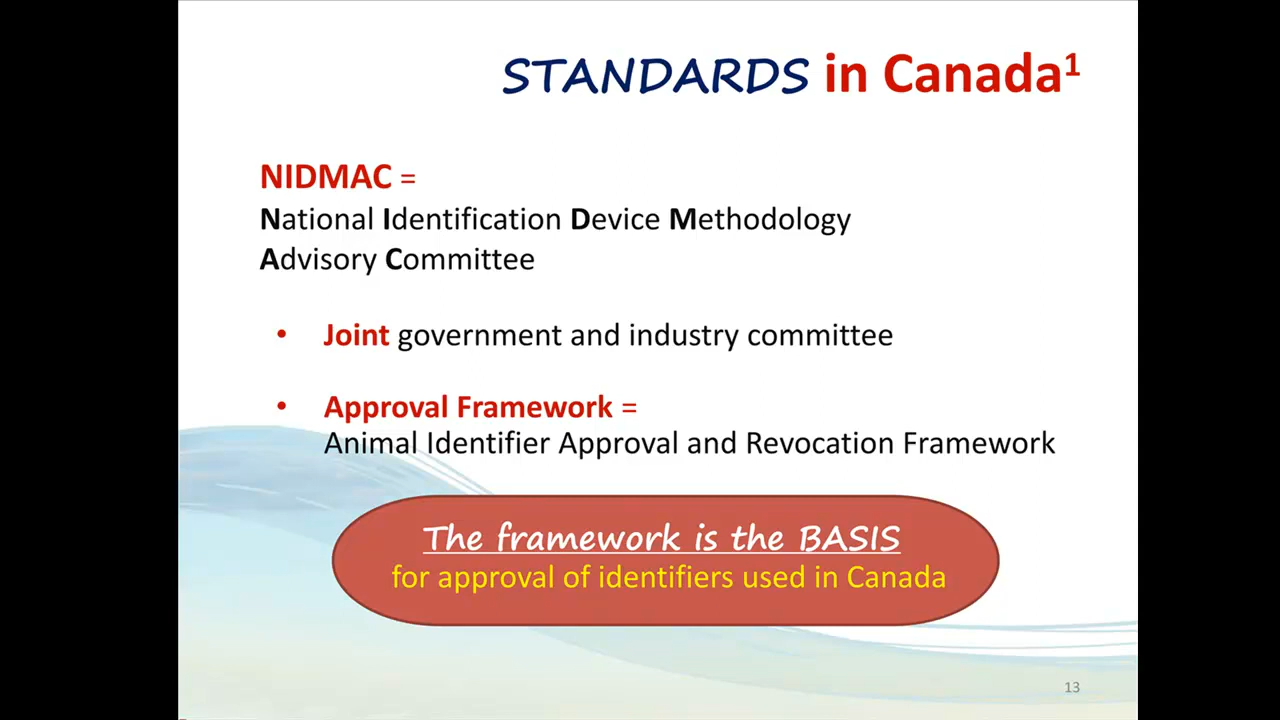 STANDARDS in Canada¹
NIDMAC =
National Identification Device Methodology
Advisory Committee
• Joint government and industry committee
• Approval Framework =
Animal Identifier Approval and Revocation Framework
The framework is the BASIS
for approval of identifiers used in Canada
13